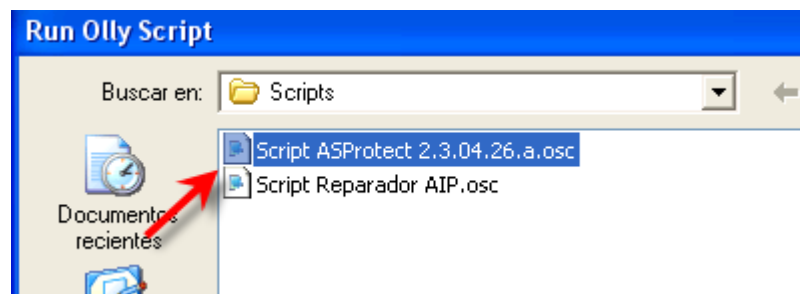 Run Olly Script
Buscar en:
Scripts
Script ASProtect 2.3.04.26.a.osc
Script Reparador AIP.osc
Documentos
recientes